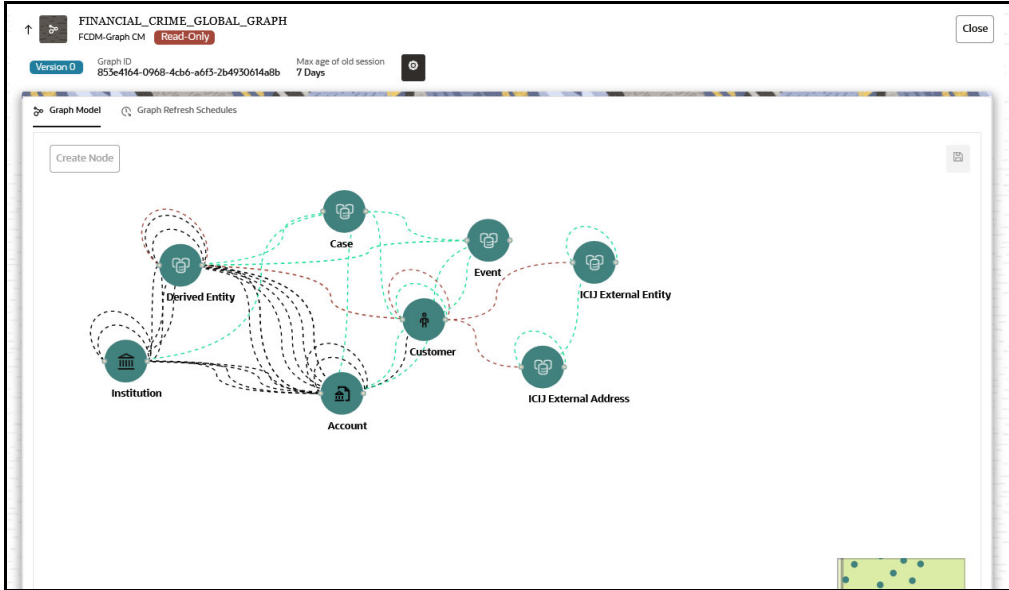 FINANCIAL_CRIME_GLOBAL_GRAPH
FCDM-Graph CM Read-Only
Close
Version 0
Graph ID
853e4164-0968-4cb6-a6f3-2b4930614a8b
Max age of old session
7 Days
Graph Model
Graph Refresh Schedules
Create Node
Case
Event
Derived Entity
ICIJ External Entity
Customer
Institution
ICIJ External Address
Account